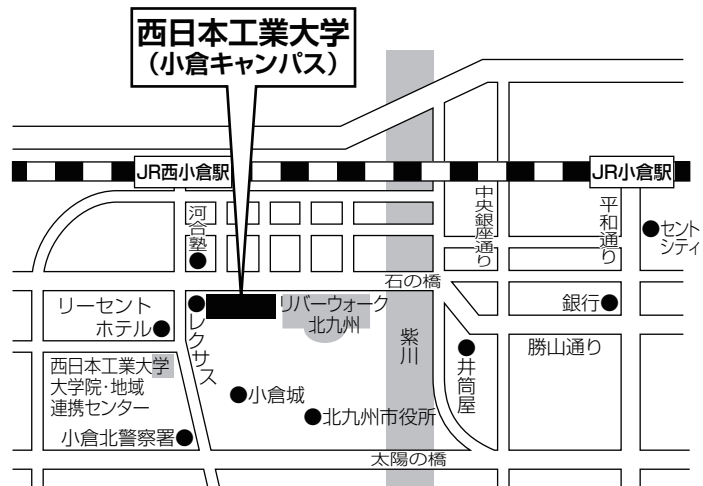 西日本工業大学
（小倉キャンパス）
JR西小倉駅
JR小倉駅
河合塾
中央銀座通り
平和通り
セント
シティ
石の橋
リーセント
ホテル
レクサス
リバーウォーク
北九州
紫川
銀行
勝山通り
井筒屋
西日本工業大学
大学院・地域
連携センター
小倉城
北九州市役所
小倉北警察署
太陽の橋